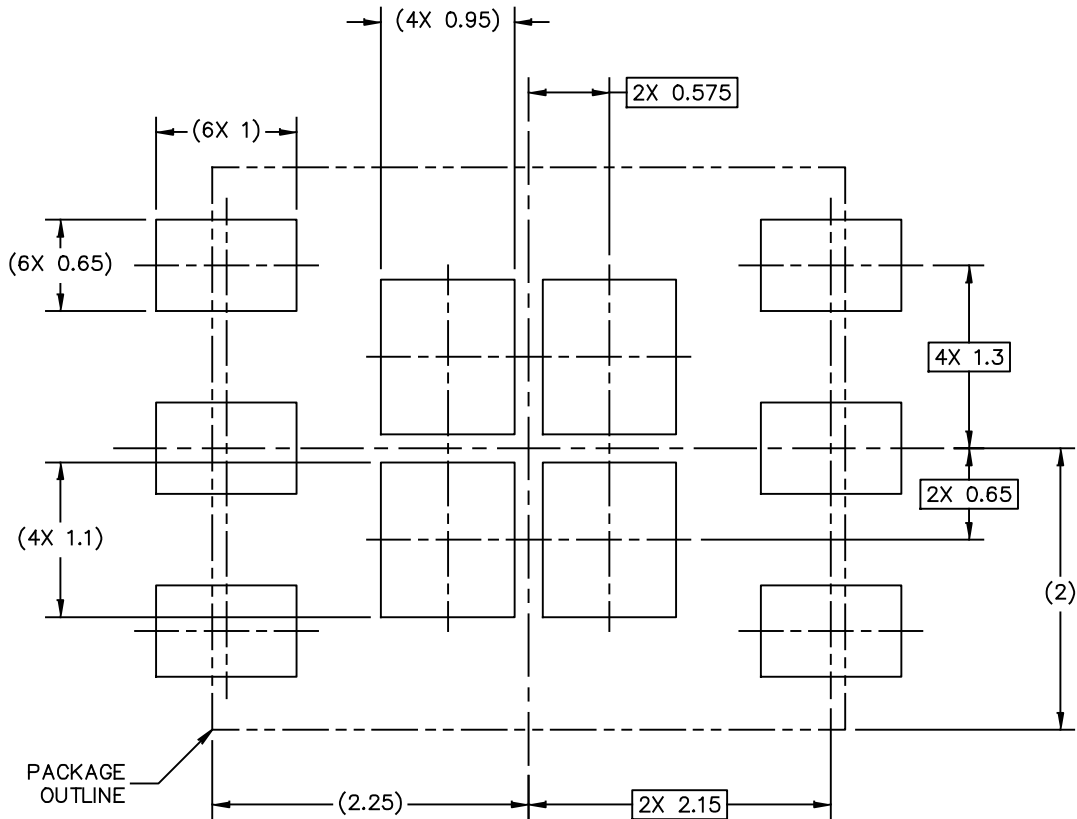 (4X 0.95)
2X 0.575
(6X 1)
(6X 0.65)
4X 1.3
2X 0.65
(4X 1.1)
(2)
PACKAGE
OUTLINE
(2.25)
2X 2.15